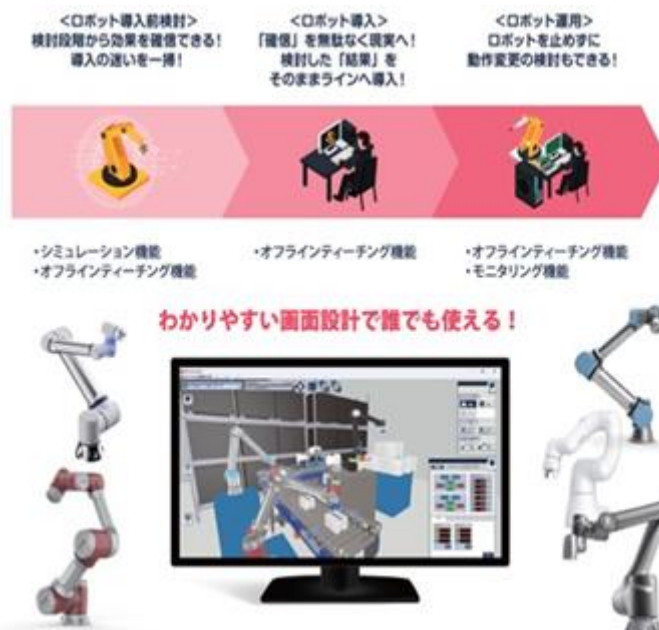 <ロボット導入前検討>
検討段階から効果を確信できる!
導入の迷いを一掃!
<ロボット導入>
「確信」を無駄なく現実へ!
検討した「結果」を
そのままラインへ導入!
<ロボット運用>
ロボットを止めずに
動作変更の検討もできる!
・シミュレーション機能
・オフラインティーチング機能
・オフラインティーチング機能
・オフラインティーチング機能
・モニタリング機能
わかりやすい画面設計で誰でも使える!